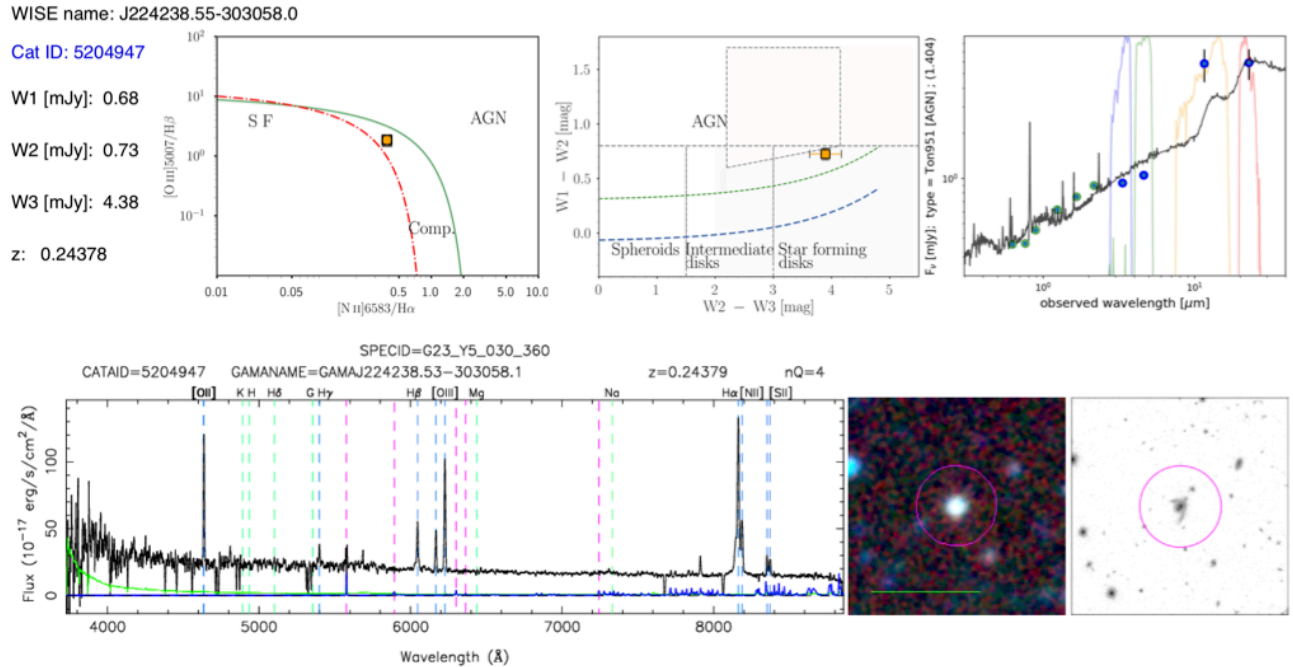 WISE name: J224238.55-303058.0
Cat ID: 5204947
W1 [mJy]: 0.68
W2 [mJy]: 0.73
W3 [mJy]: 4.38
z: 0.24378
[O III]5007/Hβ
10²
10¹
10⁰
10⁻¹
S F
AGN
Comp.
0.01
0.05
0.5
1.0
2.0
5.0
10.0
[N II]6583/Hα
W1 − W2 [mag]
1.5
1.0
0.5
0.0
AGN
Spheroids
Intermediate disks
Star forming disks
0
1
2
3
4
5
W2 − W3 [mag]
Fν [mJy]; type = Ton951 [AGN] ; (1.404)
10⁰
10⁰
10¹
observed wavelength [μm]
SPECID=G23_Y5_030_360
CATAID=5204947
GAMANAME=GAMAJ224238.53-303058.1
z=0.24379
nQ=4
[OII]
K
H
Hδ
G
Hγ
Hβ
[OIII]
Mg
Na
Hα
[NII]
[SII]
Flux (10⁻¹⁷ erg/s/cm²/Å)
100
50
0
4000
5000
6000
7000
8000
Wavelength (Å)